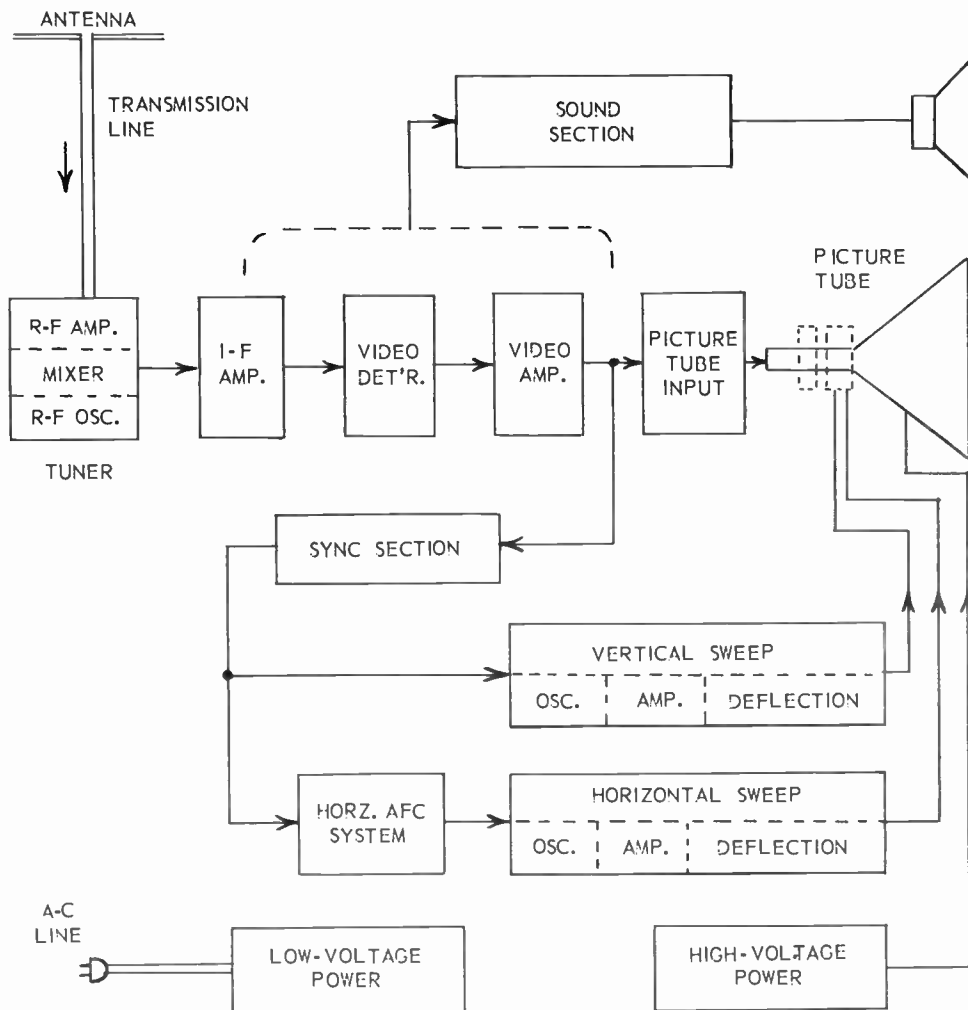 ANTENNA
TRANSMISSION
LINE
SOUND
SECTION
PICTURE
TUBE
R-F AMP.
MIXER
R-F OSC.
TUNER
I-F
AMP.
VIDEO
DET'R.
VIDEO
AMP.
PICTURE
TUBE
INPUT
SYNC SECTION
VERTICAL SWEEP
OSC.
AMP.
DEFLECTION
HORZ. AFC
SYSTEM
HORIZONTAL SWEEP
OSC.
AMP.
DEFLECTION
A-C
LINE
LOW-VOLTAGE
POWER
HIGH-VOLTAGE
POWER